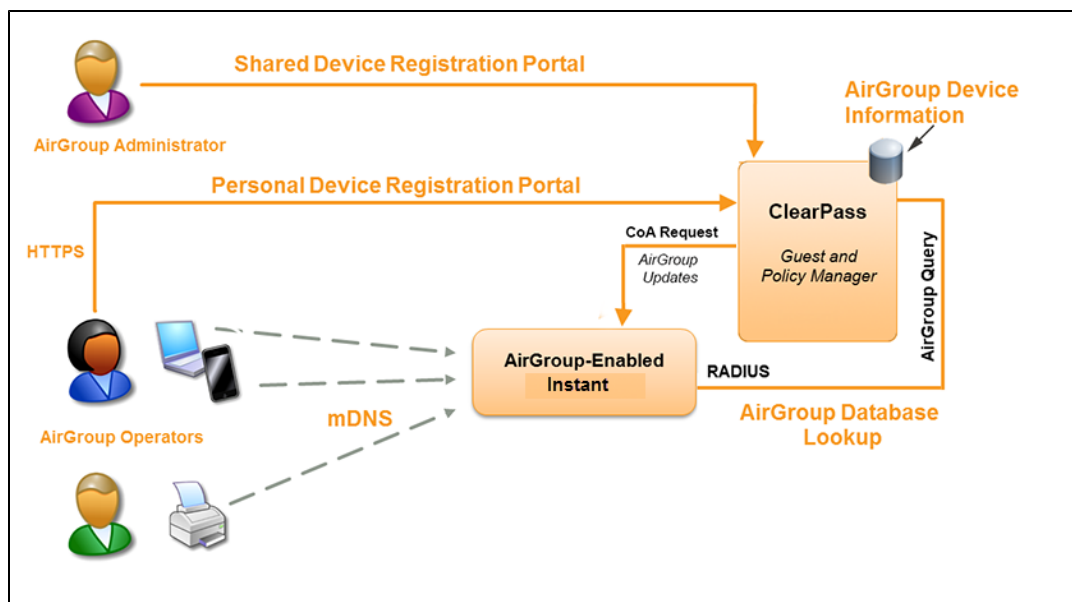 Shared Device Registration Portal
AirGroup Device
Information
AirGroup Administrator
Personal Device Registration Portal
ClearPass
Guest and
Policy Manager
HTTPS
CoA Request
AirGroup
Updates
AirGroup Query
AirGroup-Enabled
Instant
RADIUS
mDNS
AirGroup Database
Lookup
AirGroup Operators